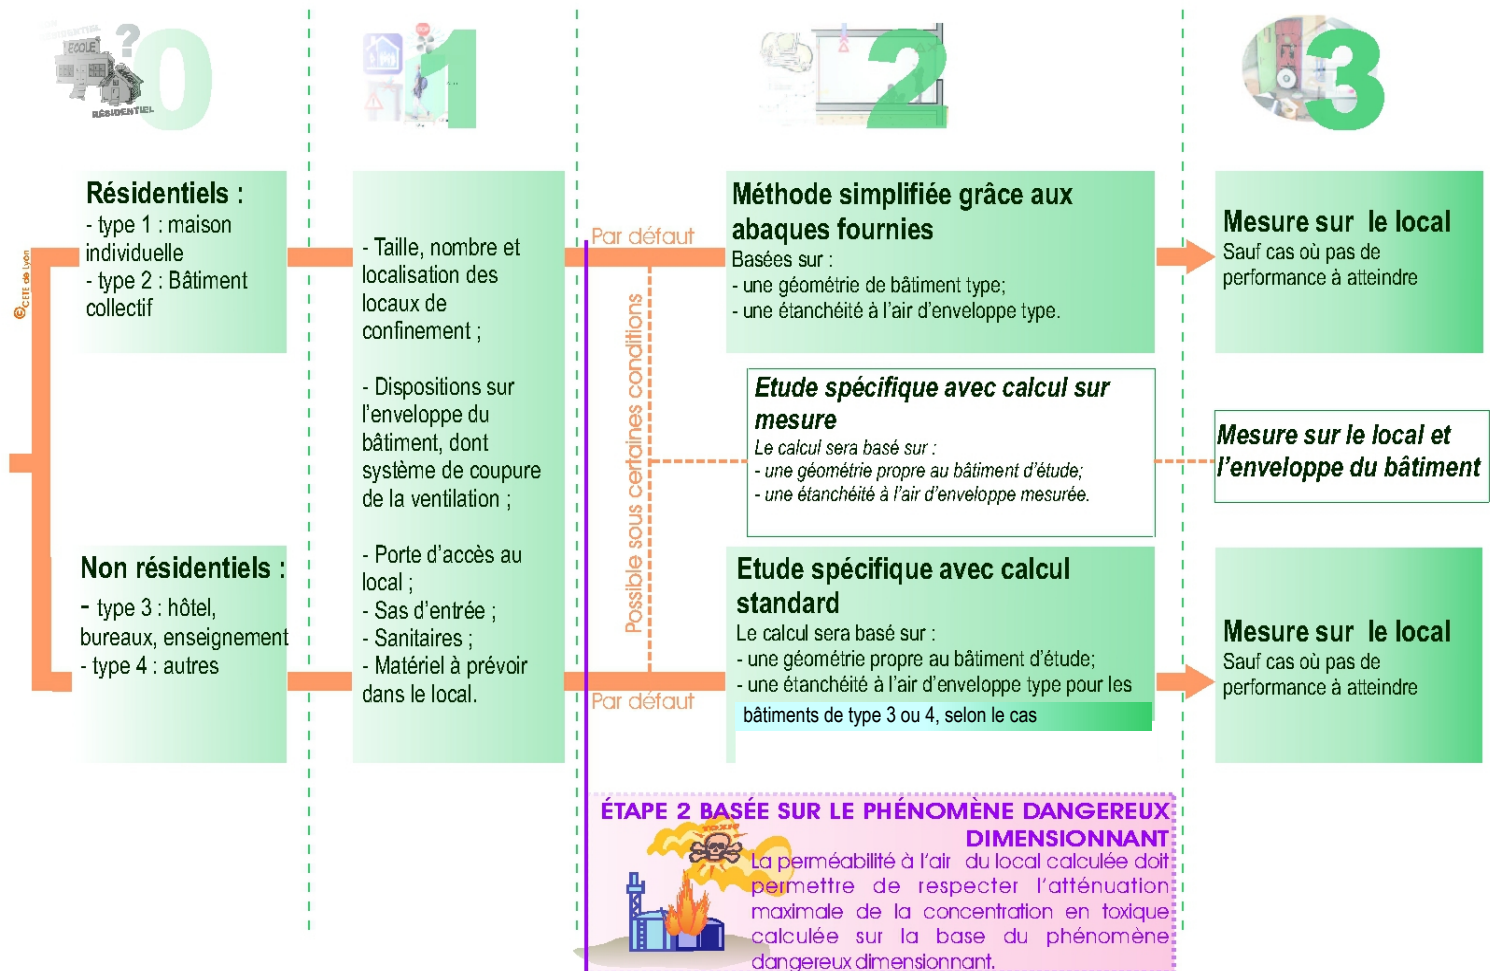 RÉSIDENTIEL
ECOLE
?
RÉSIDENTIEL
0
1
2
3
© CETE de Lyon
Résidentiels :
- type 1 : maison
individuelle
- type 2 : Bâtiment
collectif
Non résidentiels :
- type 3 : hôtel,
bureaux, enseignement
- type 4 : autres
- Taille, nombre et
localisation des
locaux de
confinement ;
- Dispositions sur
l’enveloppe du
bâtiment, dont
système de coupure
de la ventilation ;
- Porte d’accès au
local ;
- Sas d’entrée ;
- Sanitaires ;
- Matériel à prévoir
dans le local.
Par défaut
Possible sous certaines conditions
Par défaut
Méthode simplifiée grâce aux
abaques fournies
Basées sur :
- une géométrie de bâtiment type;
- une étanchéité à l’air d’enveloppe type.
Etude spécifique avec calcul sur
mesure
Le calcul sera basé sur :
- une géométrie propre au bâtiment d’étude;
- une étanchéité à l’air d’enveloppe mesurée.
Etude spécifique avec calcul
standard
Le calcul sera basé sur :
- une géométrie propre au bâtiment d’étude;
- une étanchéité à l’air d’enveloppe type pour les
bâtiments de type 3 ou 4, selon le cas
Mesure sur le local
Sauf cas où pas de
performance à atteindre
Mesure sur le local et
l’enveloppe du bâtiment
Mesure sur le local
Sauf cas où pas de
performance à atteindre
ÉTAPE 2 BASÉE SUR LE PHÉNOMÈNE DANGEREUX
DIMENSIONNANT
TOXIC
La perméabilité à l’air du local calculée doit
permettre de respecter l’atténuation
maximale de la concentration en toxique
calculée sur la base du phénomène
dangereux dimensionnant.